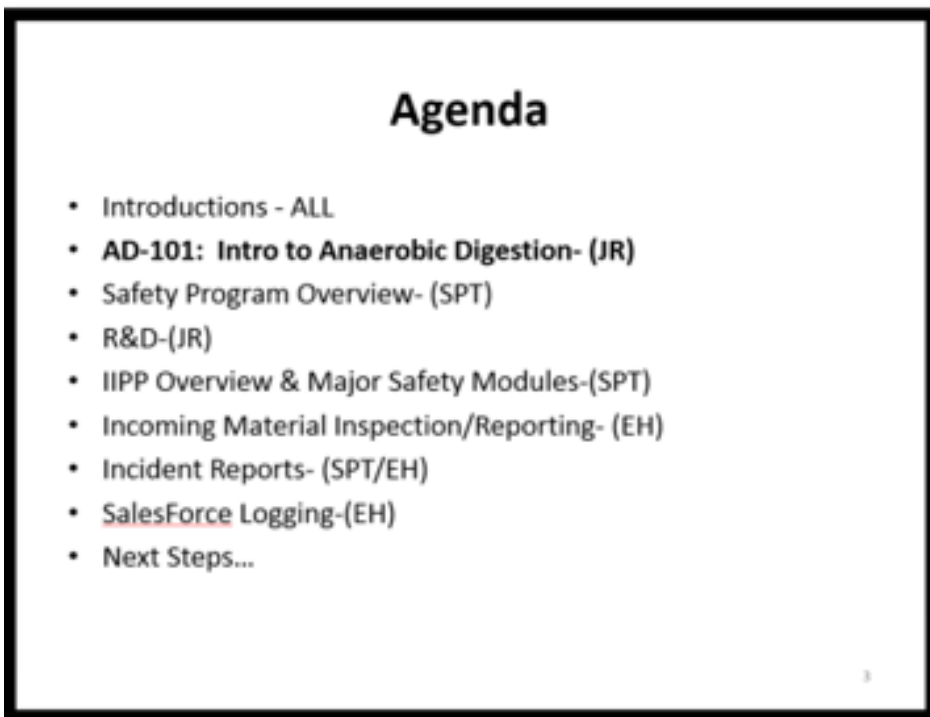 Agenda
• Introductions - ALL
• AD-101:  Intro to Anaerobic Digestion- (JR)
• Safety Program Overview- (SPT)
• R&D-(JR)
• IIPP Overview & Major Safety Modules-(SPT)
• Incoming Material Inspection/Reporting- (EH)
• Incident Reports- (SPT/EH)
• SalesForce Logging-(EH)
• Next Steps...
3